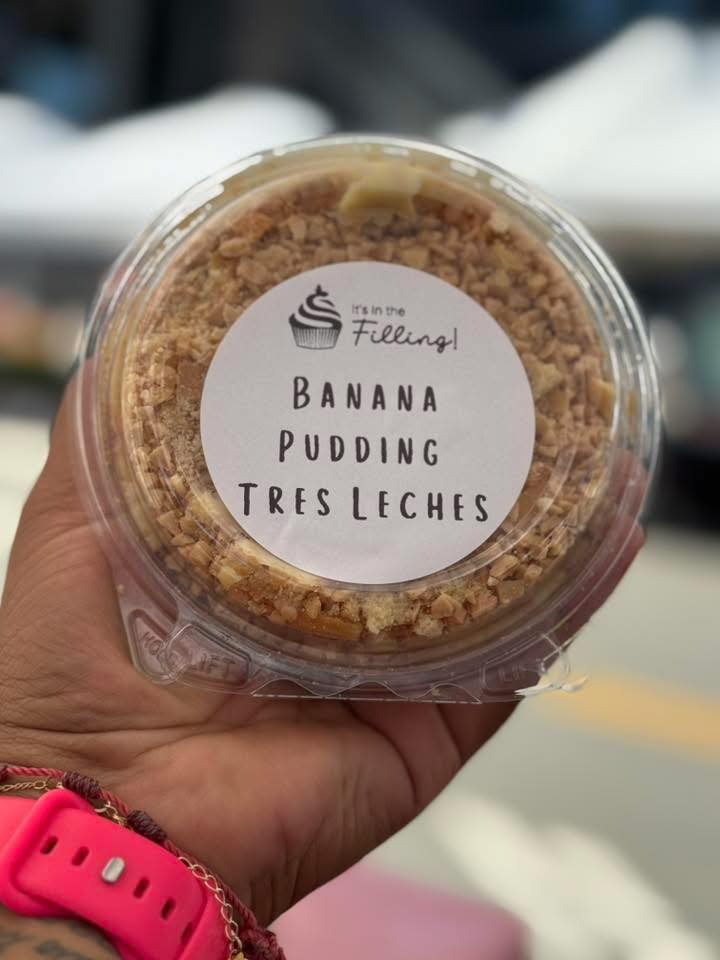 It's in the
Filling!
BANANA
PUDDING
TRES LECHES